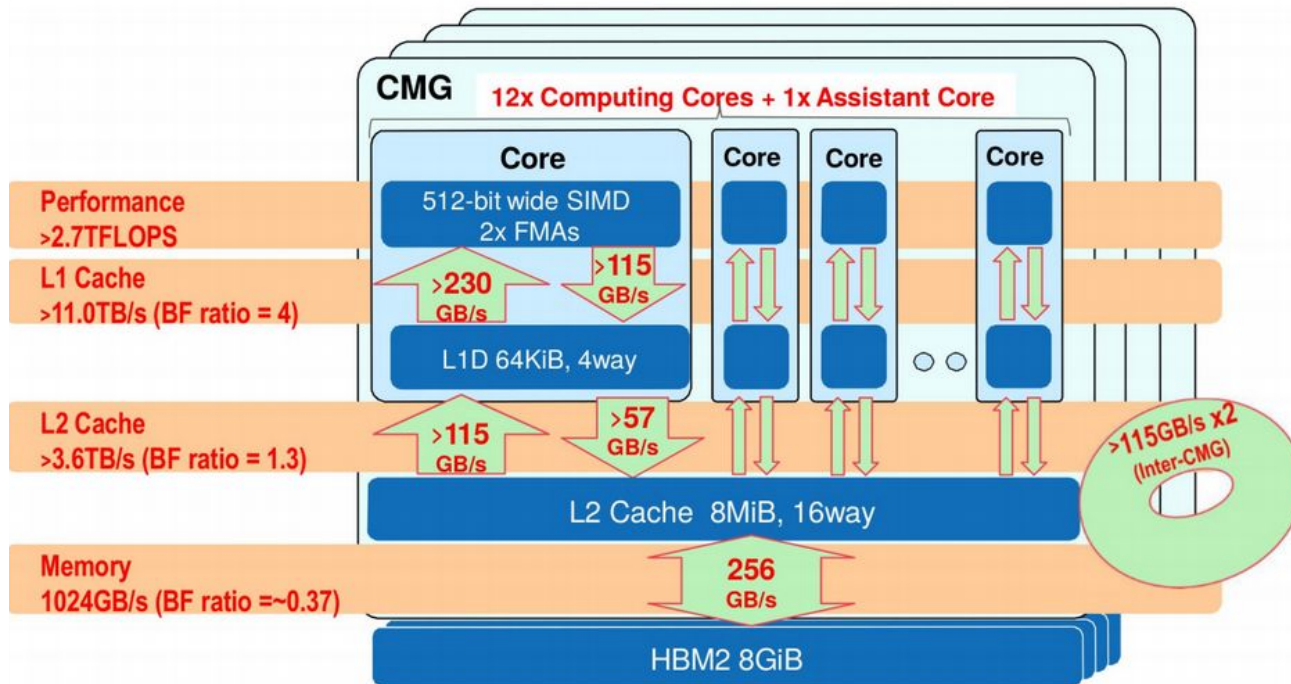 CMG
12x Computing Cores + 1x Assistant Core
Core
Core
Core
Core
Performance
>2.7TFLOPS
512-bit wide SIMD
2x FMAs
L1 Cache
>11.0TB/s (BF ratio = 4)
>230
GB/s
>115
GB/s
L1D 64KiB, 4way
L2 Cache
>3.6TB/s (BF ratio = 1.3)
>115
GB/s
>57
GB/s
>115GB/s x2
(Inter-CMG)
L2 Cache 8MiB, 16way
Memory
1024GB/s (BF ratio =~0.37)
256
GB/s
HBM2 8GiB